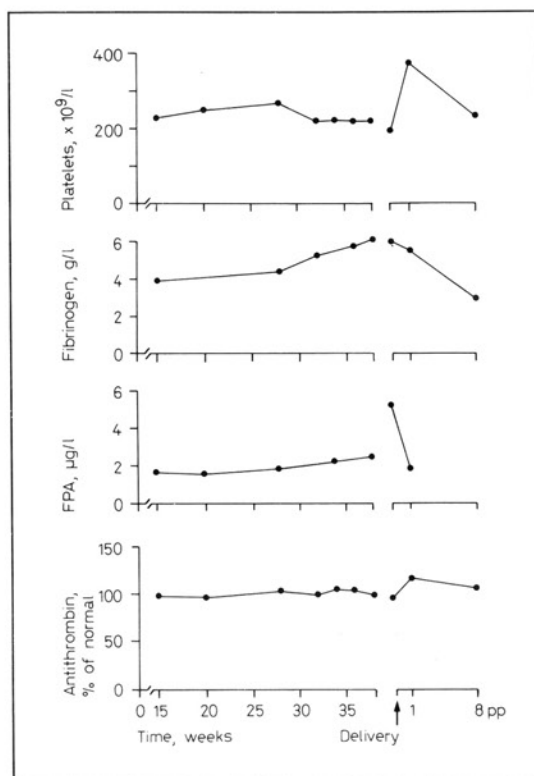 Platelets, x 10⁹/l
400
200
0
Fibrinogen, g/l
6
4
2
0
FPA, µg/l
6
4
2
0
Antithrombin,
% of normal
150
100
50
0
0 15 20 25 30 35 1 8 pp
Time, weeks Delivery